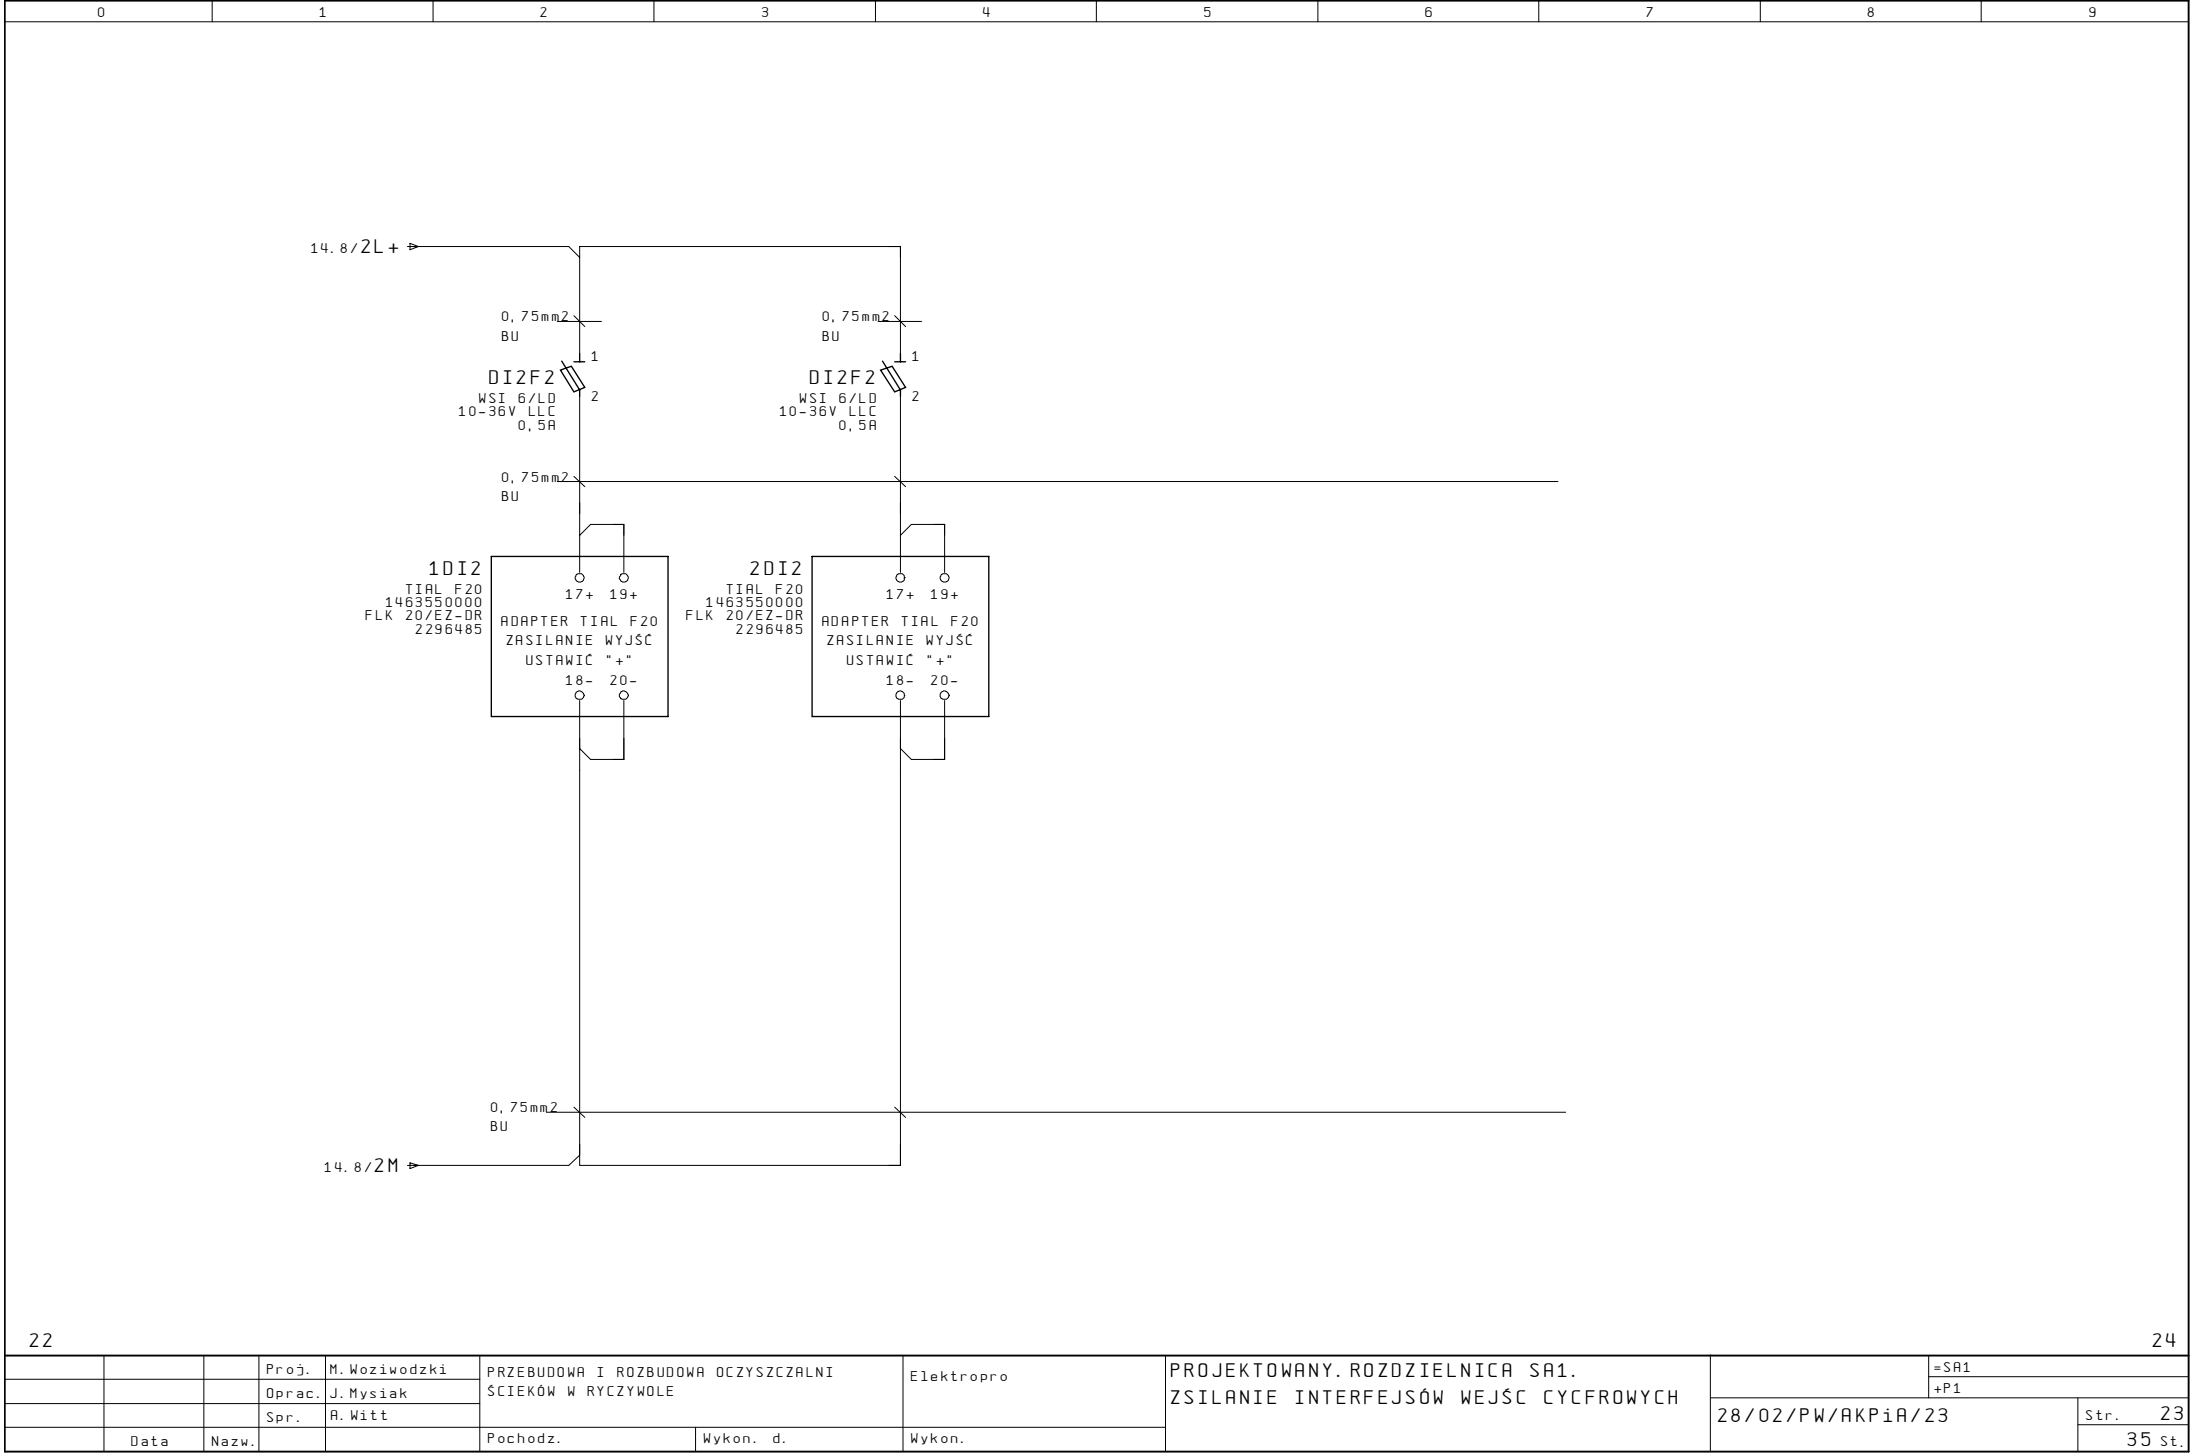 0 1 2 3 4 5 6 7 8 9
14.8/2L+
0,75mm2
BU
0,75mm2
BU
1
DI2F2
2
WSI 6/LD
10-36V LLC
0,5A
1
DI2F2
2
WSI 6/LD
10-36V LLC
0,5A
0,75mm2
BU
1DI2
TIAL F20
1463550000
FLK 20/EZ-DR
2296485
17+ 19+
ADAPTER TIAL F20
ZASILANIE WYJŚĆ
USTAWIĆ "+"
18- 20-
2DI2
TIAL F20
1463550000
FLK 20/EZ-DR
2296485
17+ 19+
ADAPTER TIAL F20
ZASILANIE WYJŚĆ
USTAWIĆ "+"
18- 20-
0,75mm2
BU
14.8/2M
22
24
Proj. M.Woziwodzki
Oprac. J.Mysiak
Spr. A.Witt
Data Nazw.
PRZEBUDOWA I ROZBUDOWA OCZYSZCZALNI
ŚCIEKÓW W RYCZYWOLE
Pochodz. Wykon. d.
Elektropro
Wykon.
PROJEKTOWANY.ROZDZIELNICA SA1.
ZSILANIE INTERFEJSÓW WEJŚC CYCFROWYCH
=SA1
+P1
28/02/PW/AKPiA/23
Str. 23
35 St.